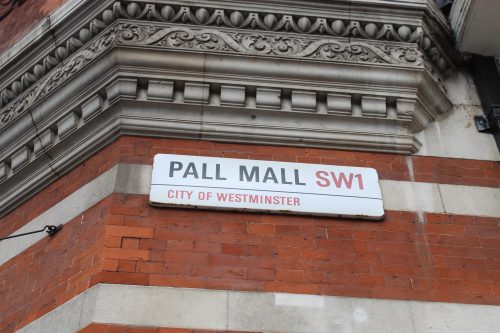 PALL MALL SW1
CITY OF WESTMINSTER